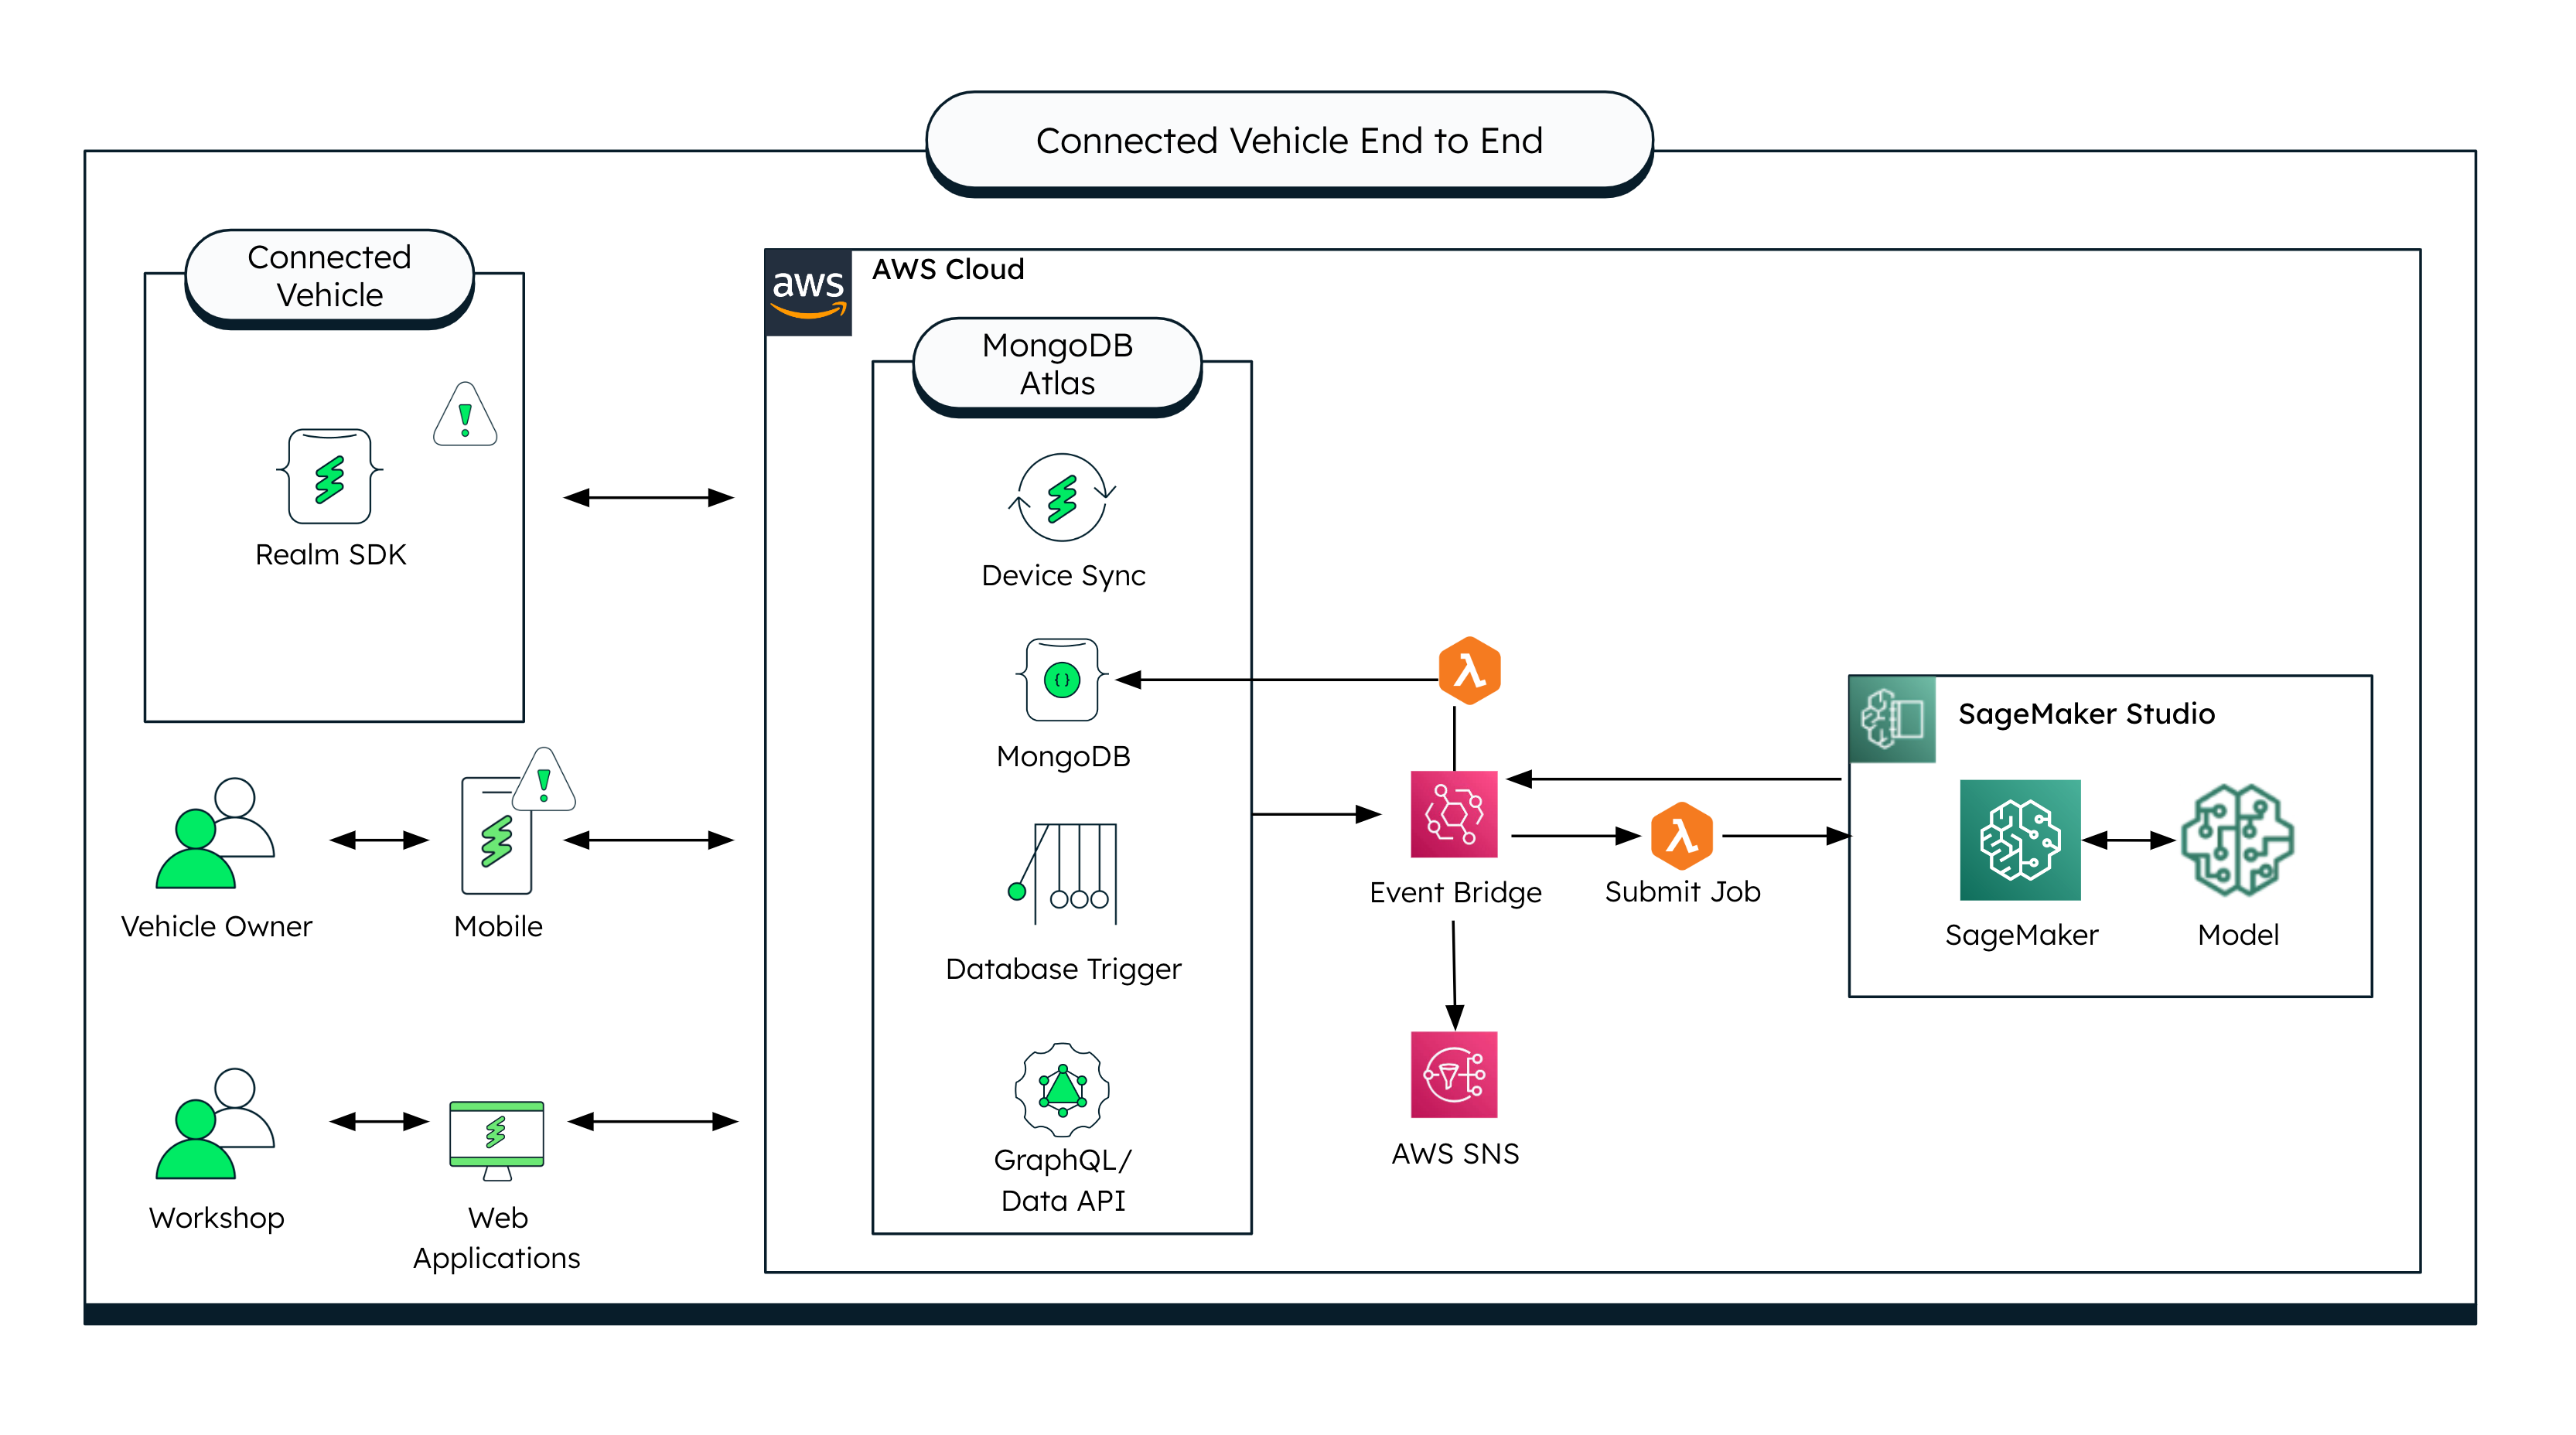 Connected Vehicle End to End
Connected
Vehicle
Realm SDK
aws
AWS Cloud
MongoDB
Atlas
Device Sync
{ }
MongoDB
Database Trigger
GraphQL/
Data API
Vehicle Owner
Mobile
Workshop
Web
Applications
λ
Event Bridge
λ
Submit Job
AWS SNS
SageMaker Studio
SageMaker
Model